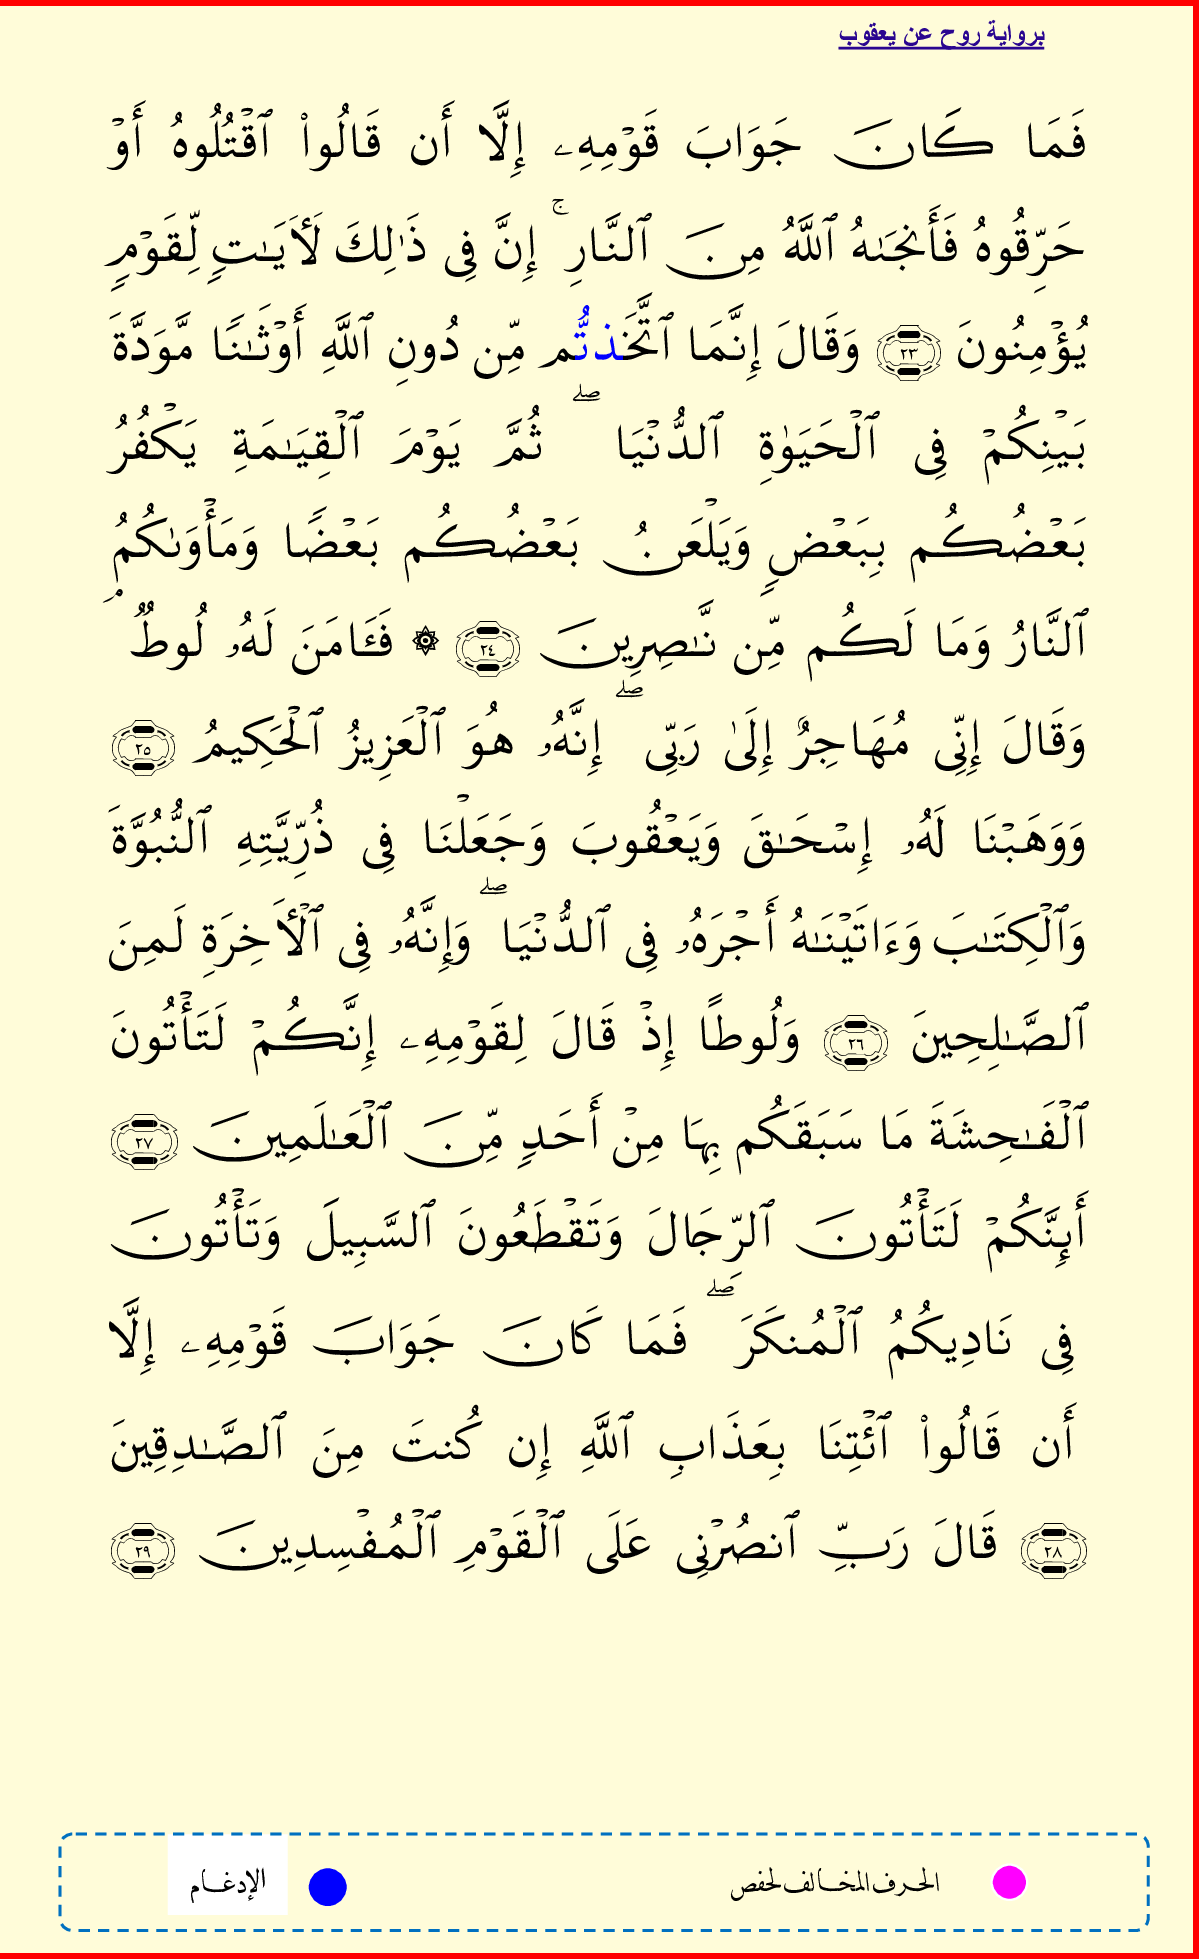 برواية روح عن يعقوب
فَمَا كَانَ جَوَابَ قَوْمِهِۦ إِلَّا أَن قَالُوا۟ ٱقْتُلُوهُ أَوْ
حَرِّقُوهُ فَأَنجَىٰهُ ٱللَّهُ مِنَ ٱلنَّارِ ۚ إِنَّ فِى ذَٰلِكَ لَـَٔايَـٰتٍ لِّقَوْمٍ
يُؤْمِنُونَ ٢٣ وَقَالَ إِنَّمَا ٱتَّخَذتُّم مِّن دُونِ ٱللَّهِ أَوْثَـٰنًا مَّوَدَّةَ
بَيْنِكُمْ فِى ٱلْحَيَوٰةِ ٱلدُّنْيَا ۖ ثُمَّ يَوْمَ ٱلْقِيَـٰمَةِ يَكْفُرُ
بَعْضُكُم بِبَعْضٍ وَيَلْعَنُ بَعْضُكُم بَعْضًا وَمَأْوَىٰكُمُ
ٱلنَّارُ وَمَا لَكُم مِّن نَّـٰصِرِينَ ٢٤ ۞ فَـَٔامَنَ لَهُۥ لُوطٌ ۘ
وَقَالَ إِنِّى مُهَاجِرٌ إِلَىٰ رَبِّى ۖ إِنَّهُۥ هُوَ ٱلْعَزِيزُ ٱلْحَكِيمُ ٢٥
وَوَهَبْنَا لَهُۥ إِسْحَـٰقَ وَيَعْقُوبَ وَجَعَلْنَا فِى ذُرِّيَّتِهِ ٱلنُّبُوَّةَ
وَٱلْكِتَـٰبَ وَءَاتَيْنَـٰهُ أَجْرَهُۥ فِى ٱلدُّنْيَا ۖ وَإِنَّهُۥ فِى ٱلْـَٔاخِرَةِ لَمِنَ
ٱلصَّـٰلِحِينَ ٢٦ وَلُوطًا إِذْ قَالَ لِقَوْمِهِۦ إِنَّكُمْ لَتَأْتُونَ
ٱلْفَـٰحِشَةَ مَا سَبَقَكُم بِهَا مِنْ أَحَدٍ مِّنَ ٱلْعَـٰلَمِينَ ٢٧
أَئِنَّكُمْ لَتَأْتُونَ ٱلرِّجَالَ وَتَقْطَعُونَ ٱلسَّبِيلَ وَتَأْتُونَ
فِى نَادِيكُمُ ٱلْمُنكَرَ ۖ فَمَا كَانَ جَوَابَ قَوْمِهِۦ إِلَّا
أَن قَالُوا۟ ٱئْتِنَا بِعَذَابِ ٱللَّهِ إِن كُنتَ مِنَ ٱلصَّـٰدِقِينَ
٢٨ قَالَ رَبِّ ٱنصُرْنِى عَلَى ٱلْقَوْمِ ٱلْمُفْسِدِينَ ٢٩
الحرف المخالف لحفص الإدغام